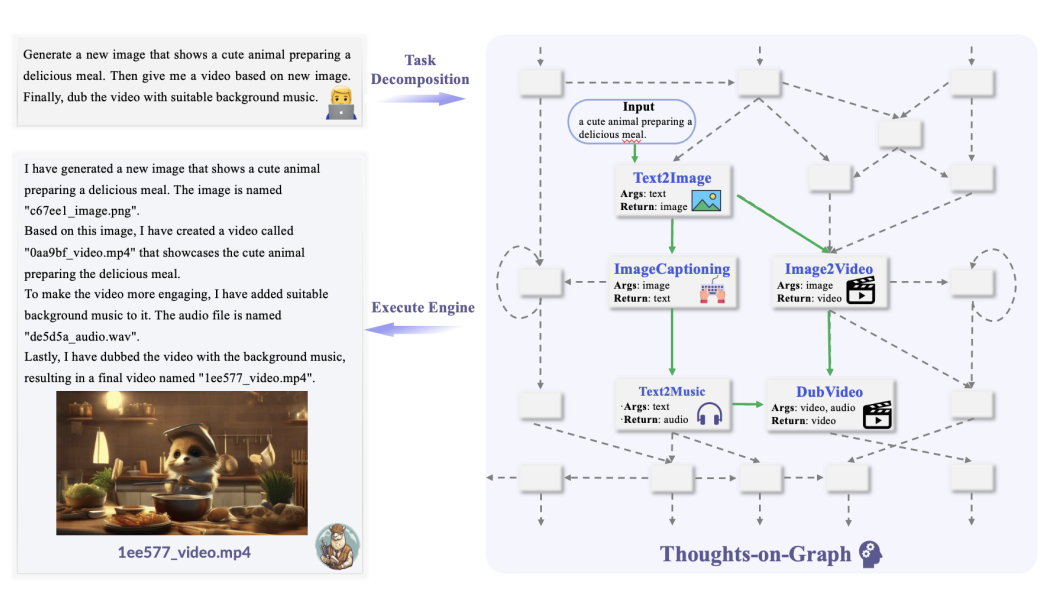 Generate a new image that shows a cute animal preparing a
delicious meal. Then give me a video based on new image.
Finally, dub the video with suitable background music.
Task
Decomposition
I have generated a new image that shows a cute animal
preparing a delicious meal. The image is named
"c67ee1_image.png".
Based on this image, I have created a video called
"0aa9bf_video.mp4" that showcases the cute animal
preparing the delicious meal.
To make the video more engaging, I have added suitable
background music to it. The audio file is named
"de5d5a_audio.wav".
Lastly, I have dubbed the video with the background music,
resulting in a final video named "1ee577_video.mp4".
1ee577_video.mp4
Execute Engine
Input
a cute animal preparing a
delicious meal.
Text2Image
Args: text
Return: image
ImageCaptioning
Args: image
Return: text
Image2Video
Args: image
Return: video
Text2Music
·Args: text
·Return: audio
DubVideo
Args: video, audio
Return: video
Thoughts-on-Graph